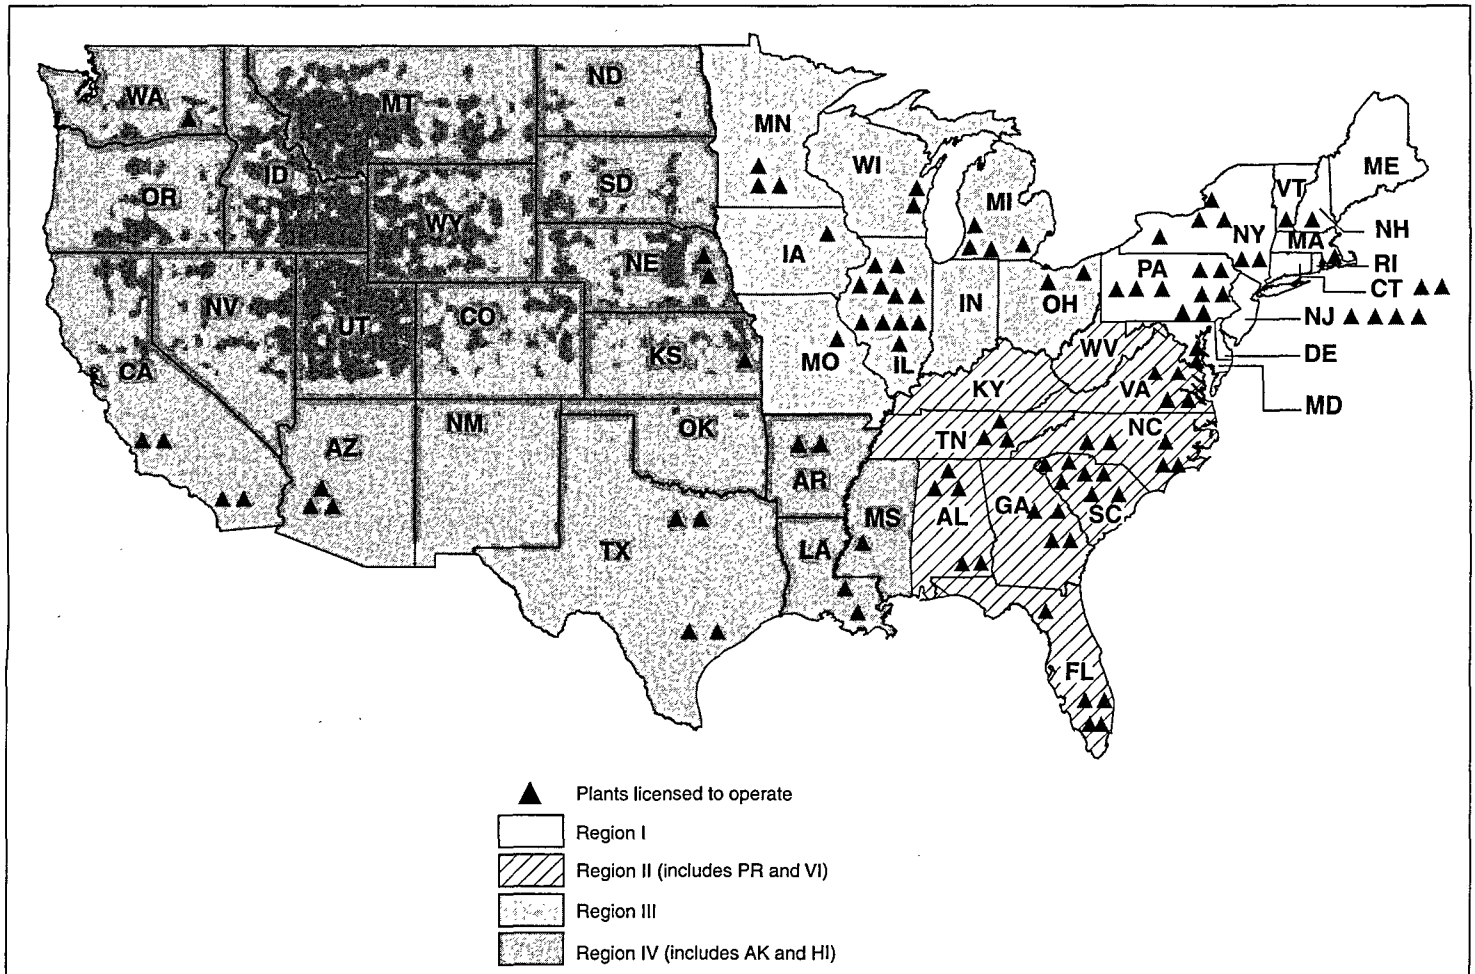 WA
MT
ND
MN
ME
OR
ID
SD
WI
MI
VT
NH
WY
NY
MA
IA
NE
PA
RI
CT
NV
UT
CO
IN
OH
NJ
KS
MO
IL
WV
DE
CA
KY
VA
MD
NM
OK
TN
NC
AZ
AR
MS
AL
GA
SC
TX
LA
FL
Plants licensed to operate
Region I
Region II (includes PR and VI)
Region III
Region IV (includes AK and HI)